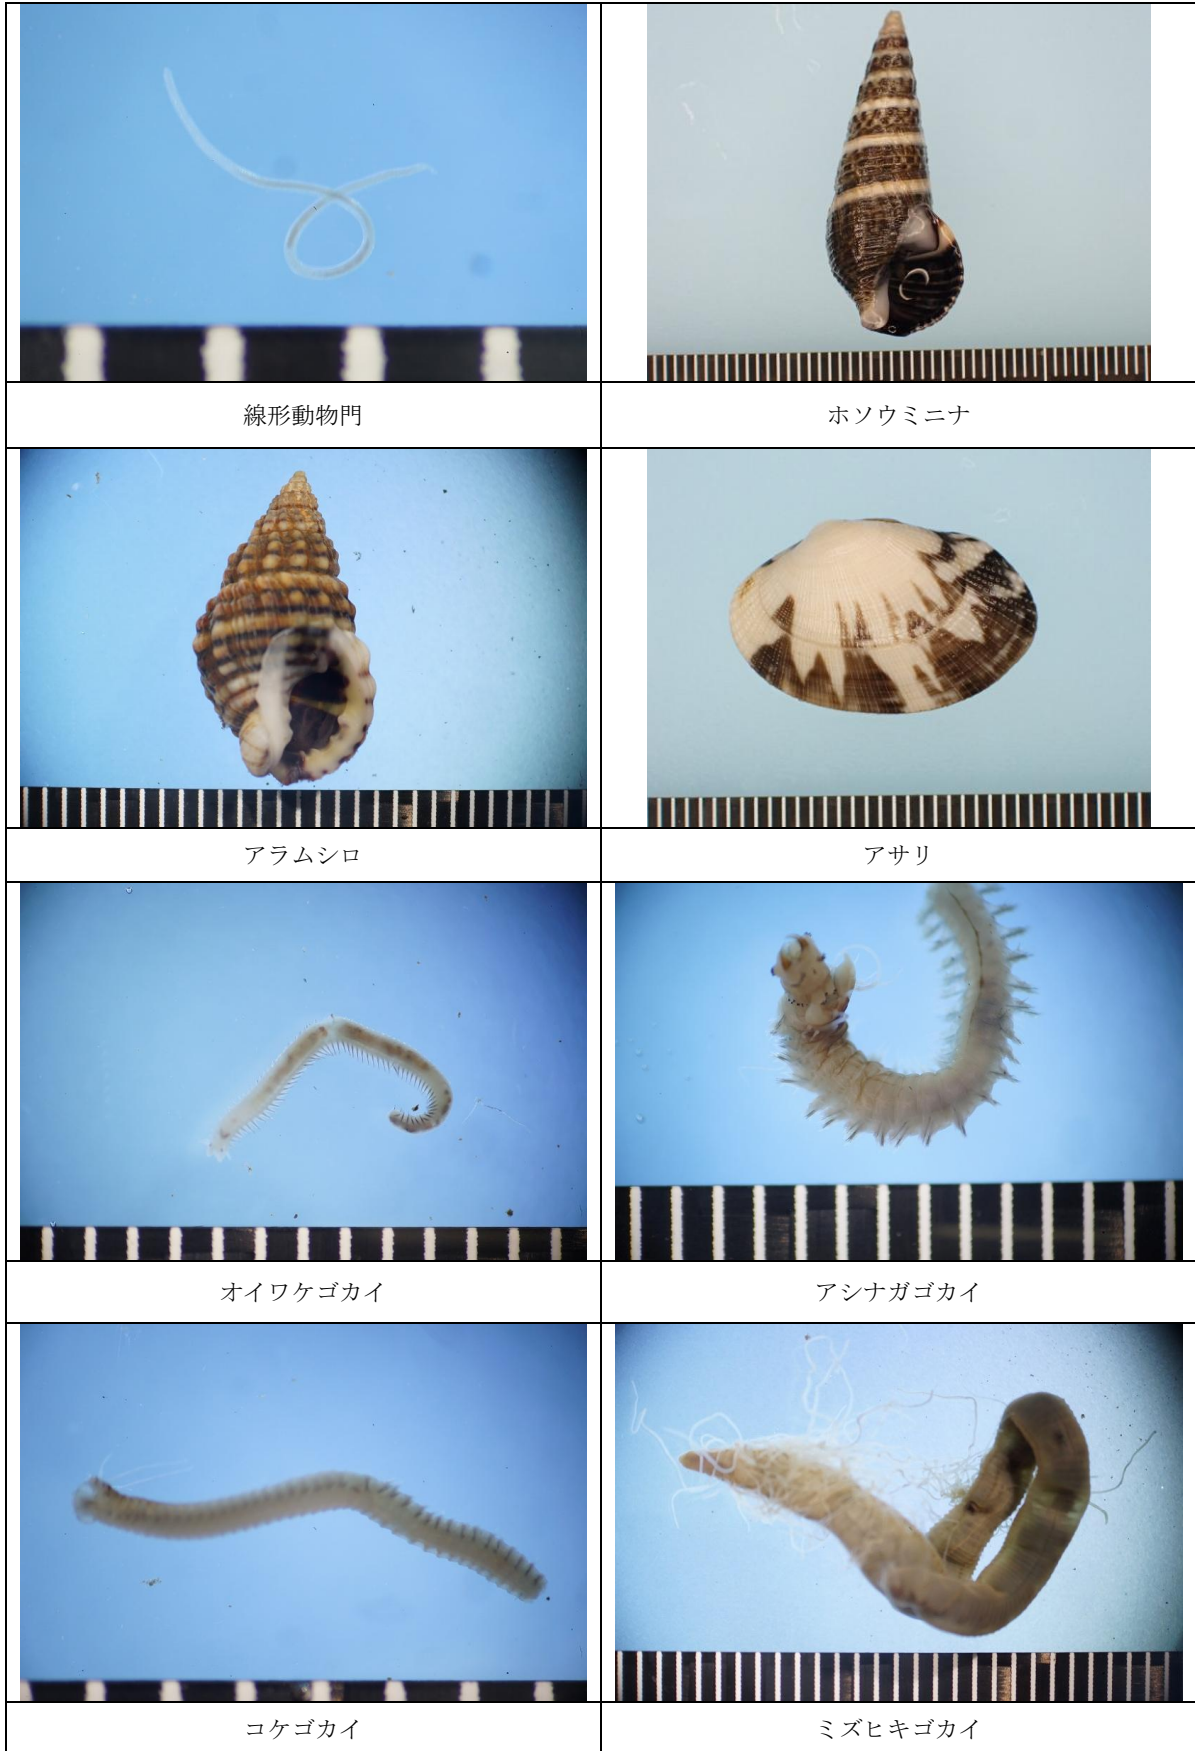 線形動物門
ホソウミニナ
アラムシロ
アサリ
オイワケゴカイ
アシナガゴカイ
コケゴカイ
ミズヒキゴカイ